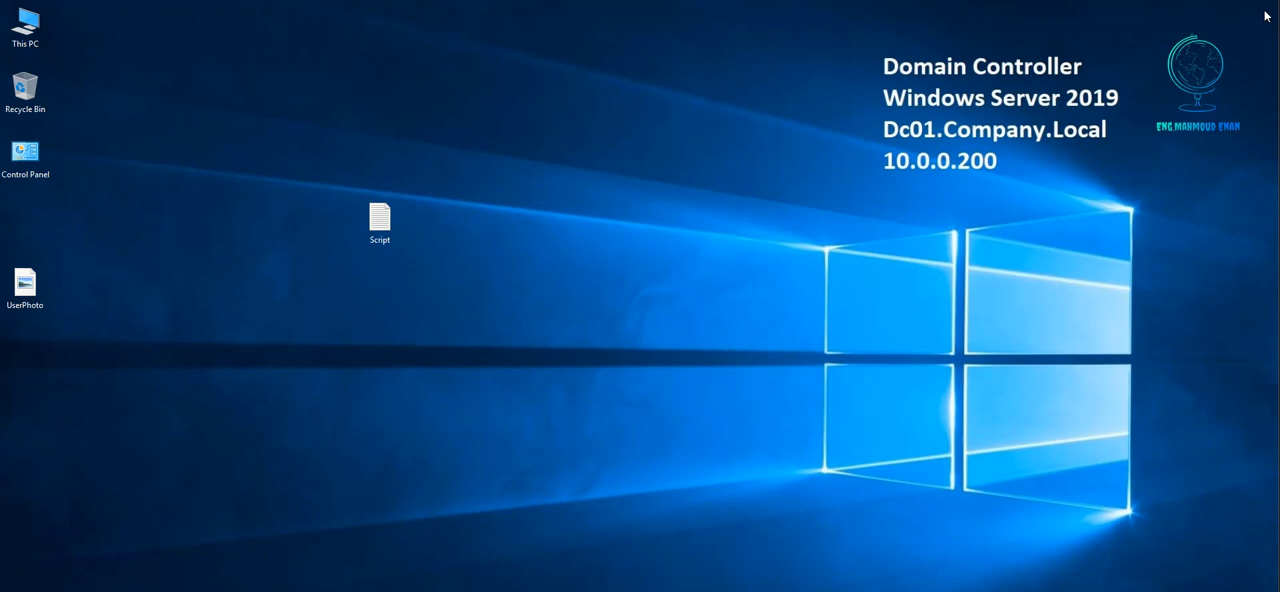 This PC
Recycle Bin
Control Panel
UserPhoto
Script
Domain Controller
Windows Server 2019
Dc01.Company.Local
10.0.0.200
ENG.MAHMOUD ENAN